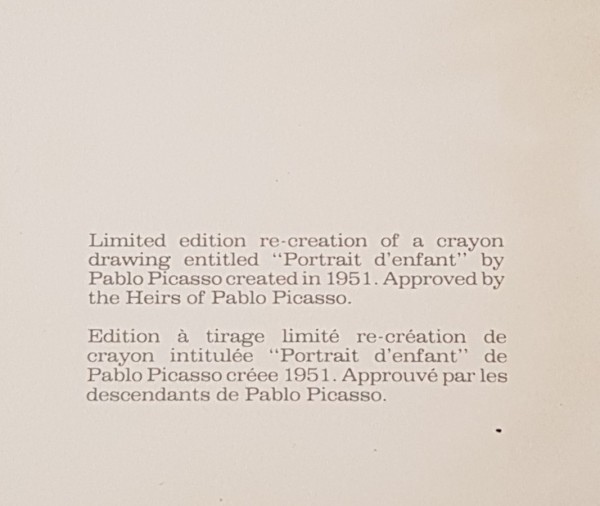 Limited edition re-creation of a crayon
drawing entitled “Portrait d’enfant” by
Pablo Picasso created in 1951. Approved by
the Heirs of Pablo Picasso.
Edition à tirage limité re-création de
crayon intitulée “Portrait d’enfant” de
Pablo Picasso créee 1951. Approuvé par les
descendants de Pablo Picasso.